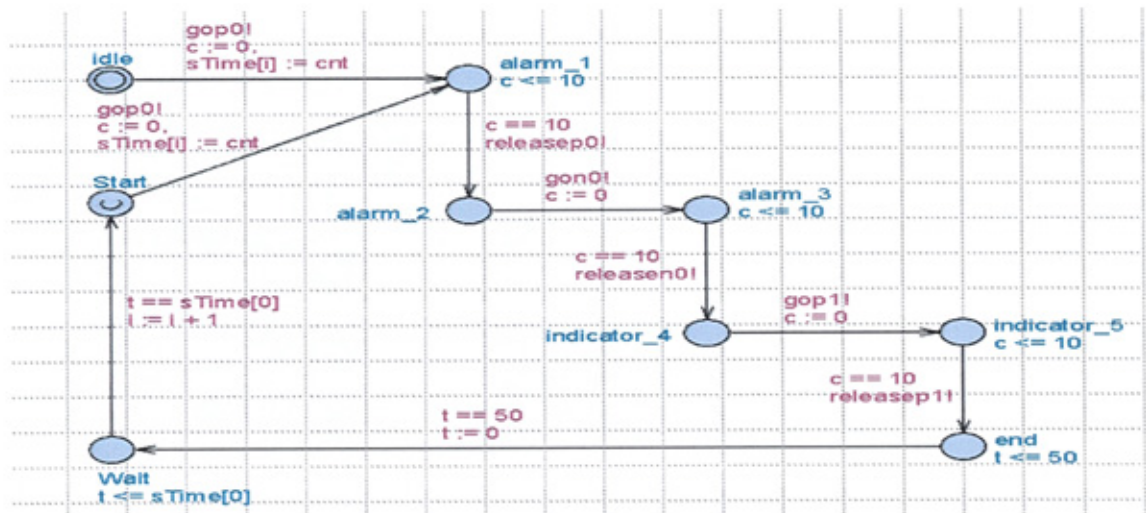 gop0!
c := 0,
sTime[i] := cnt
idle
alarm_1
c <= 10
gop0!
c := 0,
sTime[i] := cnt
c == 10
releasep0!
Start
gon0!
c := 0
alarm_3
c <= 10
alarm_2
c == 10
releasen0!
t == sTime[0]
i := i + 1
gop1!
c := 0
indicator_4
indicator_5
c <= 10
c == 10
releasep1!
t == 50
t := 0
end
t <= 50
Wait
t <= sTime[0]